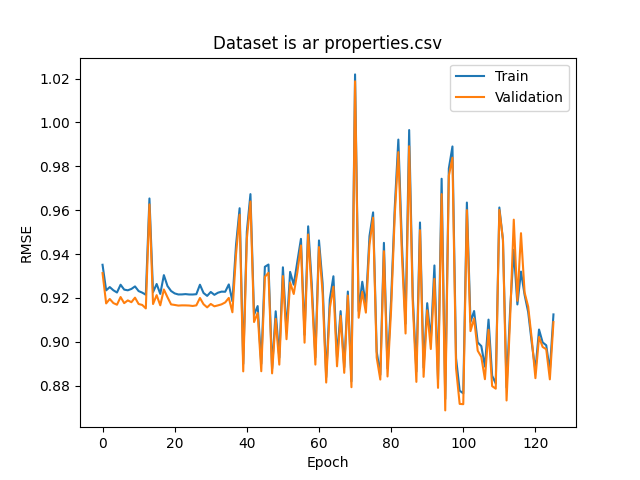 Dataset is ar properties.csv
Train
Validation
RMSE
1.02
1.00
0.98
0.96
0.94
0.92
0.90
0.88
0 20 40 60 80 100 120
Epoch